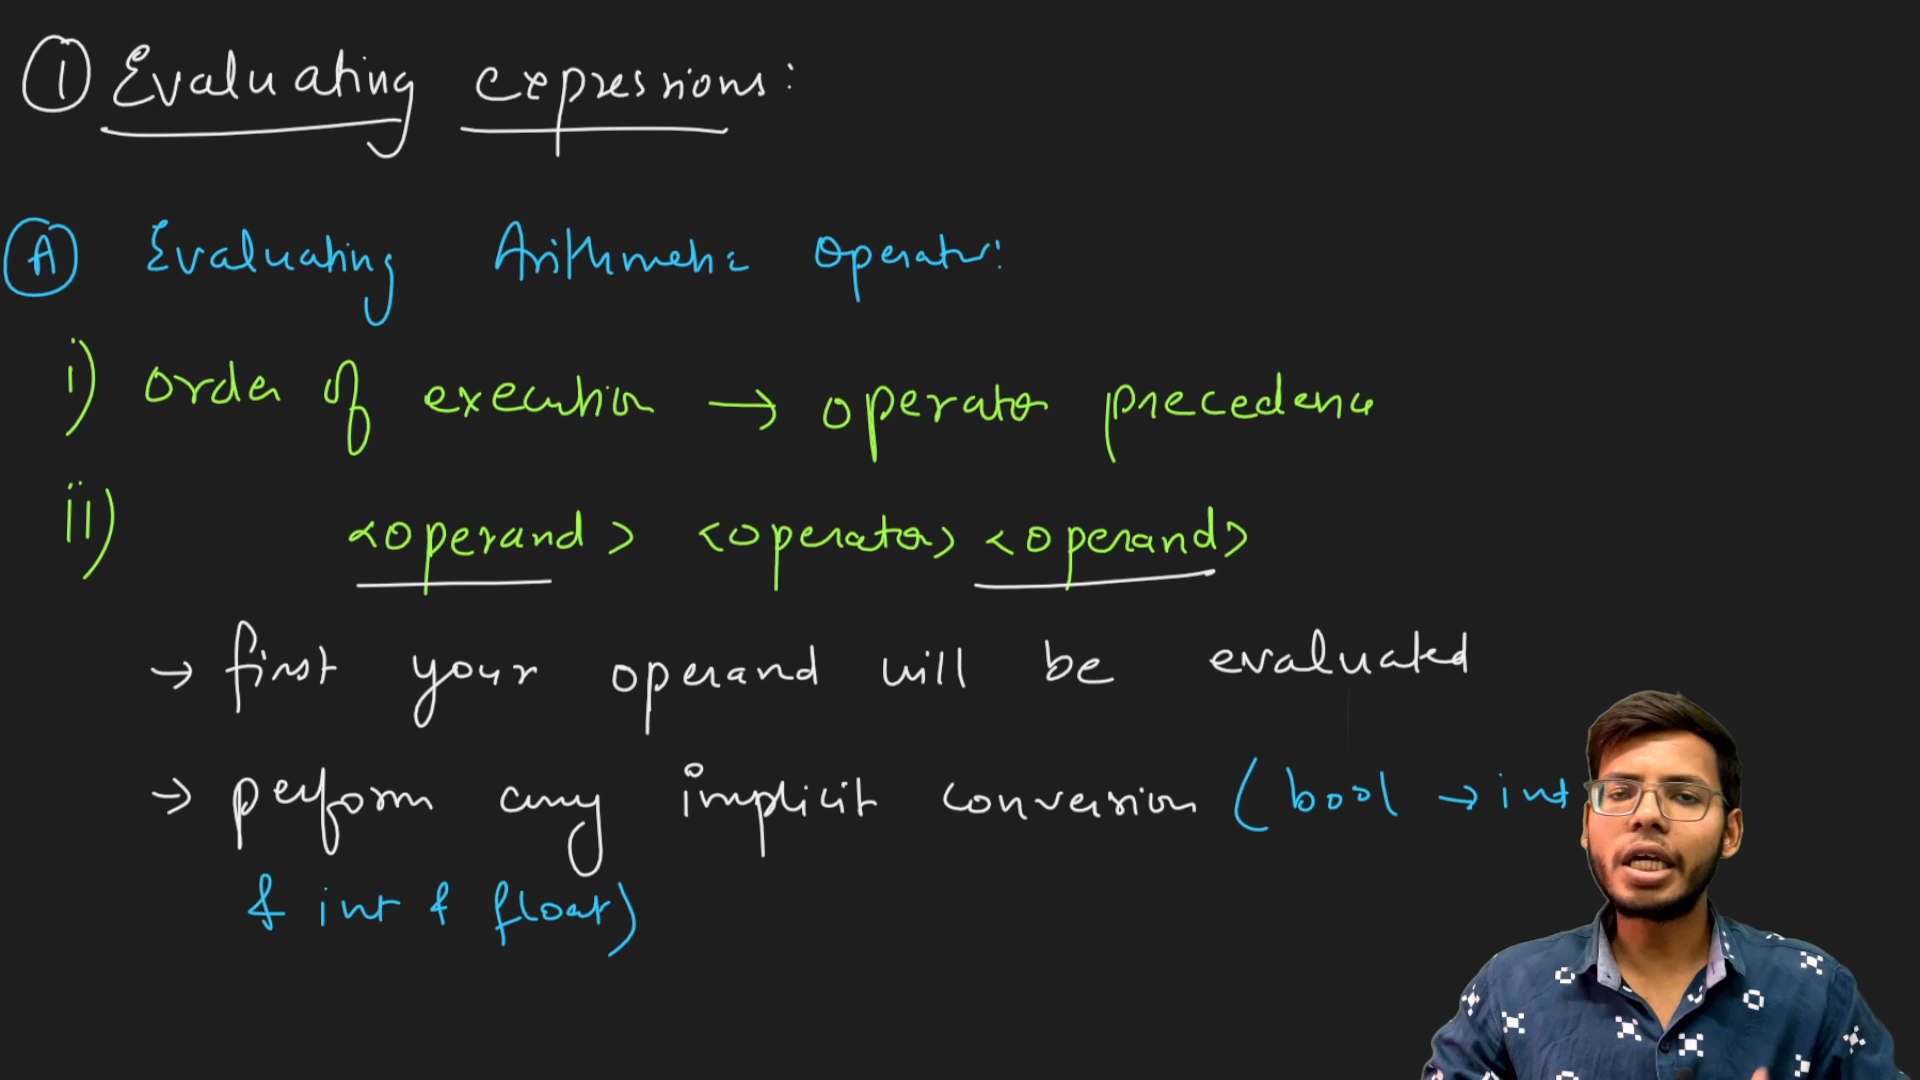 ① Evaluating expressions:
Ⓐ Evaluating Arithmetic operator:
i) order of execution → operator precedence
ii) <operand> <operator> <operand>
→ first your operand will be evaluated
→ perform any implicit conversion (bool → int
& int & float)